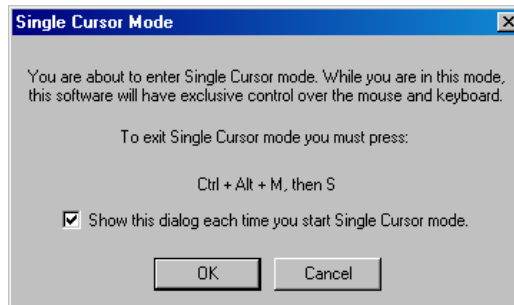 Single Cursor Mode
You are about to enter Single Cursor mode. While you are in this mode,
this software will have exclusive control over the mouse and keyboard.
To exit Single Cursor mode you must press:
Ctrl + Alt + M, then S
Show this dialog each time you start Single Cursor mode.
OK Cancel